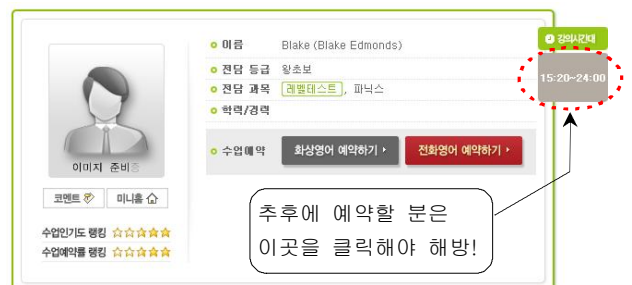 이름 Blake (Blake Edmonds)
전담 등급 왕초보
전담 과목 레벨테스트, 파닉스
학력/경력
수업예약 화상영어 예약하기 전화영어 예약하기
이미지 준비중
코멘트 미니홈
수업인기도 랭킹 ☆☆☆☆☆
수업예약률 랭킹 ☆☆☆☆☆
강의시간대
15:20~24:00
추후에 예약할 분은
이곳을 클릭해야 해방!